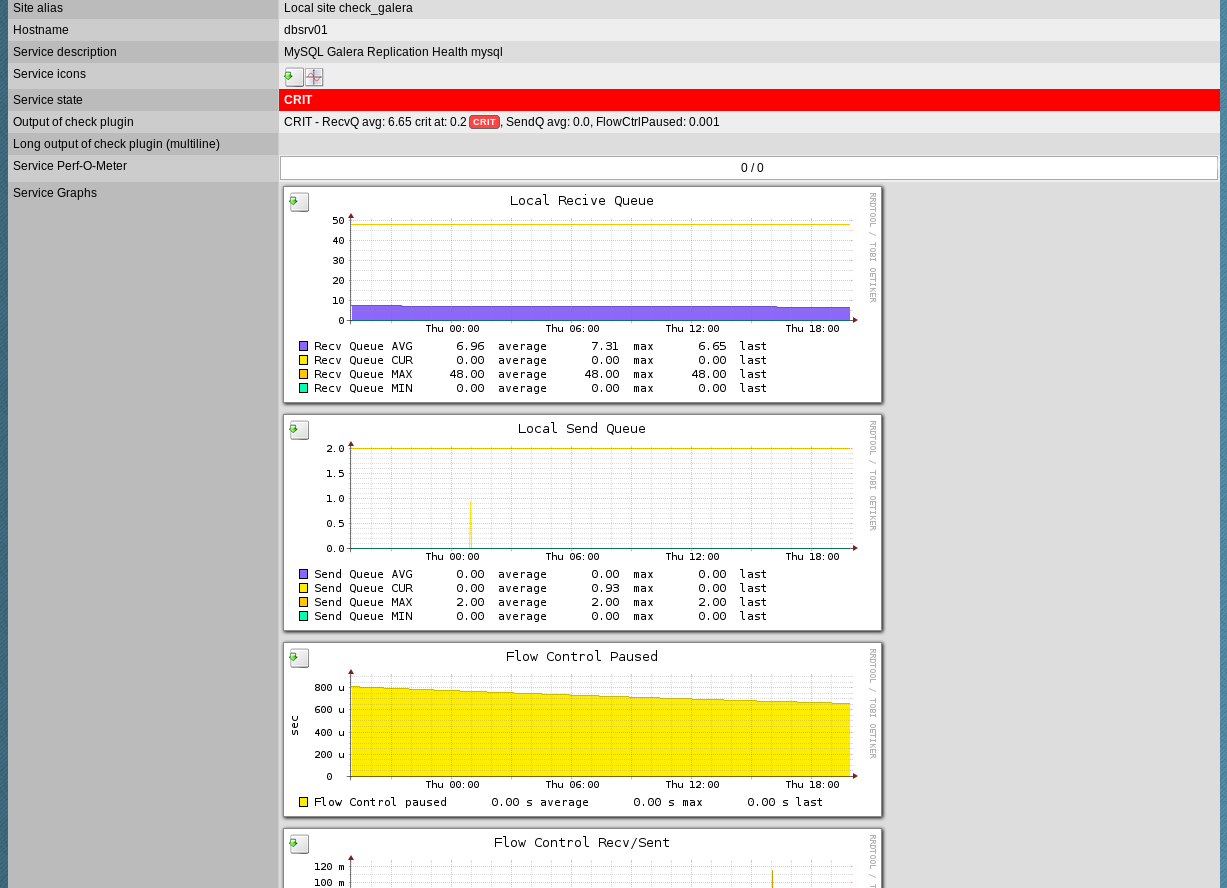 Site alias Local site check_galera
Hostname dbsrv01
Service description MySQL Galera Replication Health mysql
Service icons
Service state CRIT
Output of check plugin CRIT - RecvQ avg: 6.65 crit at: 0.2 CRIT, SendQ avg: 0.0, FlowCtrlPaused: 0.001
Long output of check plugin (multiline)
Service Perf-O-Meter 0 / 0
Service Graphs
Local Recive Queue
RRDTOOL / TOBI OETIKER
50
40
30
20
10
0
Thu 00:00 Thu 06:00 Thu 12:00 Thu 18:00
Recv Queue AVG 6.96 average 7.31 max 6.65 last
Recv Queue CUR 0.00 average 0.00 max 0.00 last
Recv Queue MAX 48.00 average 48.00 max 48.00 last
Recv Queue MIN 0.00 average 0.00 max 0.00 last
Local Send Queue
RRDTOOL / TOBI OETIKER
2.0
1.5
1.0
0.5
0.0
Thu 00:00 Thu 06:00 Thu 12:00 Thu 18:00
Send Queue AVG 0.00 average 0.00 max 0.00 last
Send Queue CUR 0.00 average 0.93 max 0.00 last
Send Queue MAX 2.00 average 2.00 max 2.00 last
Send Queue MIN 0.00 average 0.00 max 0.00 last
Flow Control Paused
RRDTOOL / TOBI OETIKER
sec
800 u
600 u
400 u
200 u
0
Thu 00:00 Thu 06:00 Thu 12:00 Thu 18:00
Flow Control paused 0.00 s average 0.00 s max 0.00 s last
Flow Control Recv/Sent
RRDTOOL /
120 m
100 m